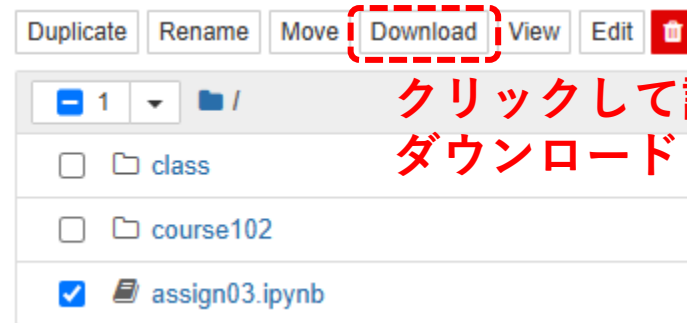 Duplicate Rename Move Download View Edit
1 /
クリックして
ダウンロード
class
course102
assign03.ipynb